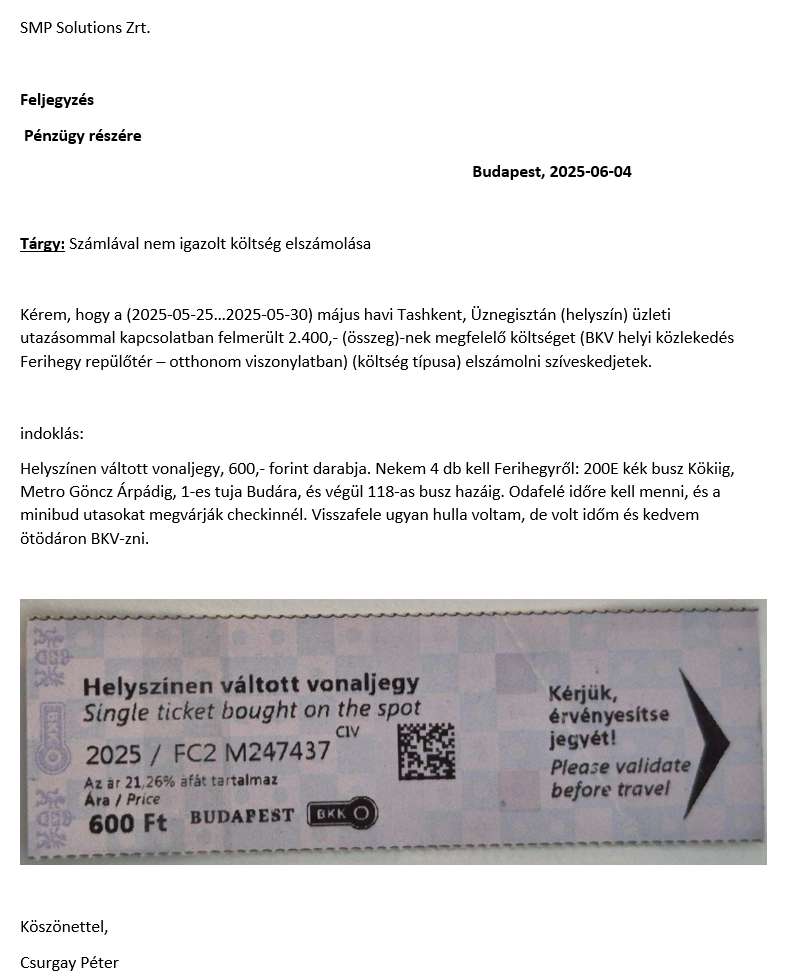 SMP Solutions Zrt.
Feljegyzés
Pénzügy részére
Budapest, 2025-06-04
Tárgy: Számlával nem igazolt költség elszámolása
Kérem, hogy a (2025-05-25…2025-05-30) május havi Tashkent, Üznegisztán (helyszín) üzleti
utazásommal kapcsolatban felmerült 2.400,- (összeg)-nek megfelelő költséget (BKV helyi közlekedés
Ferihegy repülőtér – otthonom viszonylatban) (költség típusa) elszámolni szíveskedjetek.
indoklás:
Helyszínen váltott vonaljegy, 600,- forint darabja. Nekem 4 db kell Ferihegyről: 200E kék busz Kökiig,
Metro Göncz Árpádig, 1-es tuja Budára, és végül 118-as busz hazáig. Odafelé időre kell menni, és a
minibud utasokat megvárják checkinnél. Visszafele ugyan hulla voltam, de volt időm és kedvem
ötödáron BKV-zni.
Helyszínen váltott vonaljegy
Single ticket bought on the spot
CIV
2025 / FC2 M247437
Az ár 21,26% áfát tartalmaz
Ára / Price
600 Ft BUDAPEST BKK
Kérjük,
érvényesítse
jegyét!
Please validate
before travel
BKK
Köszönettel,
Csurgay Péter